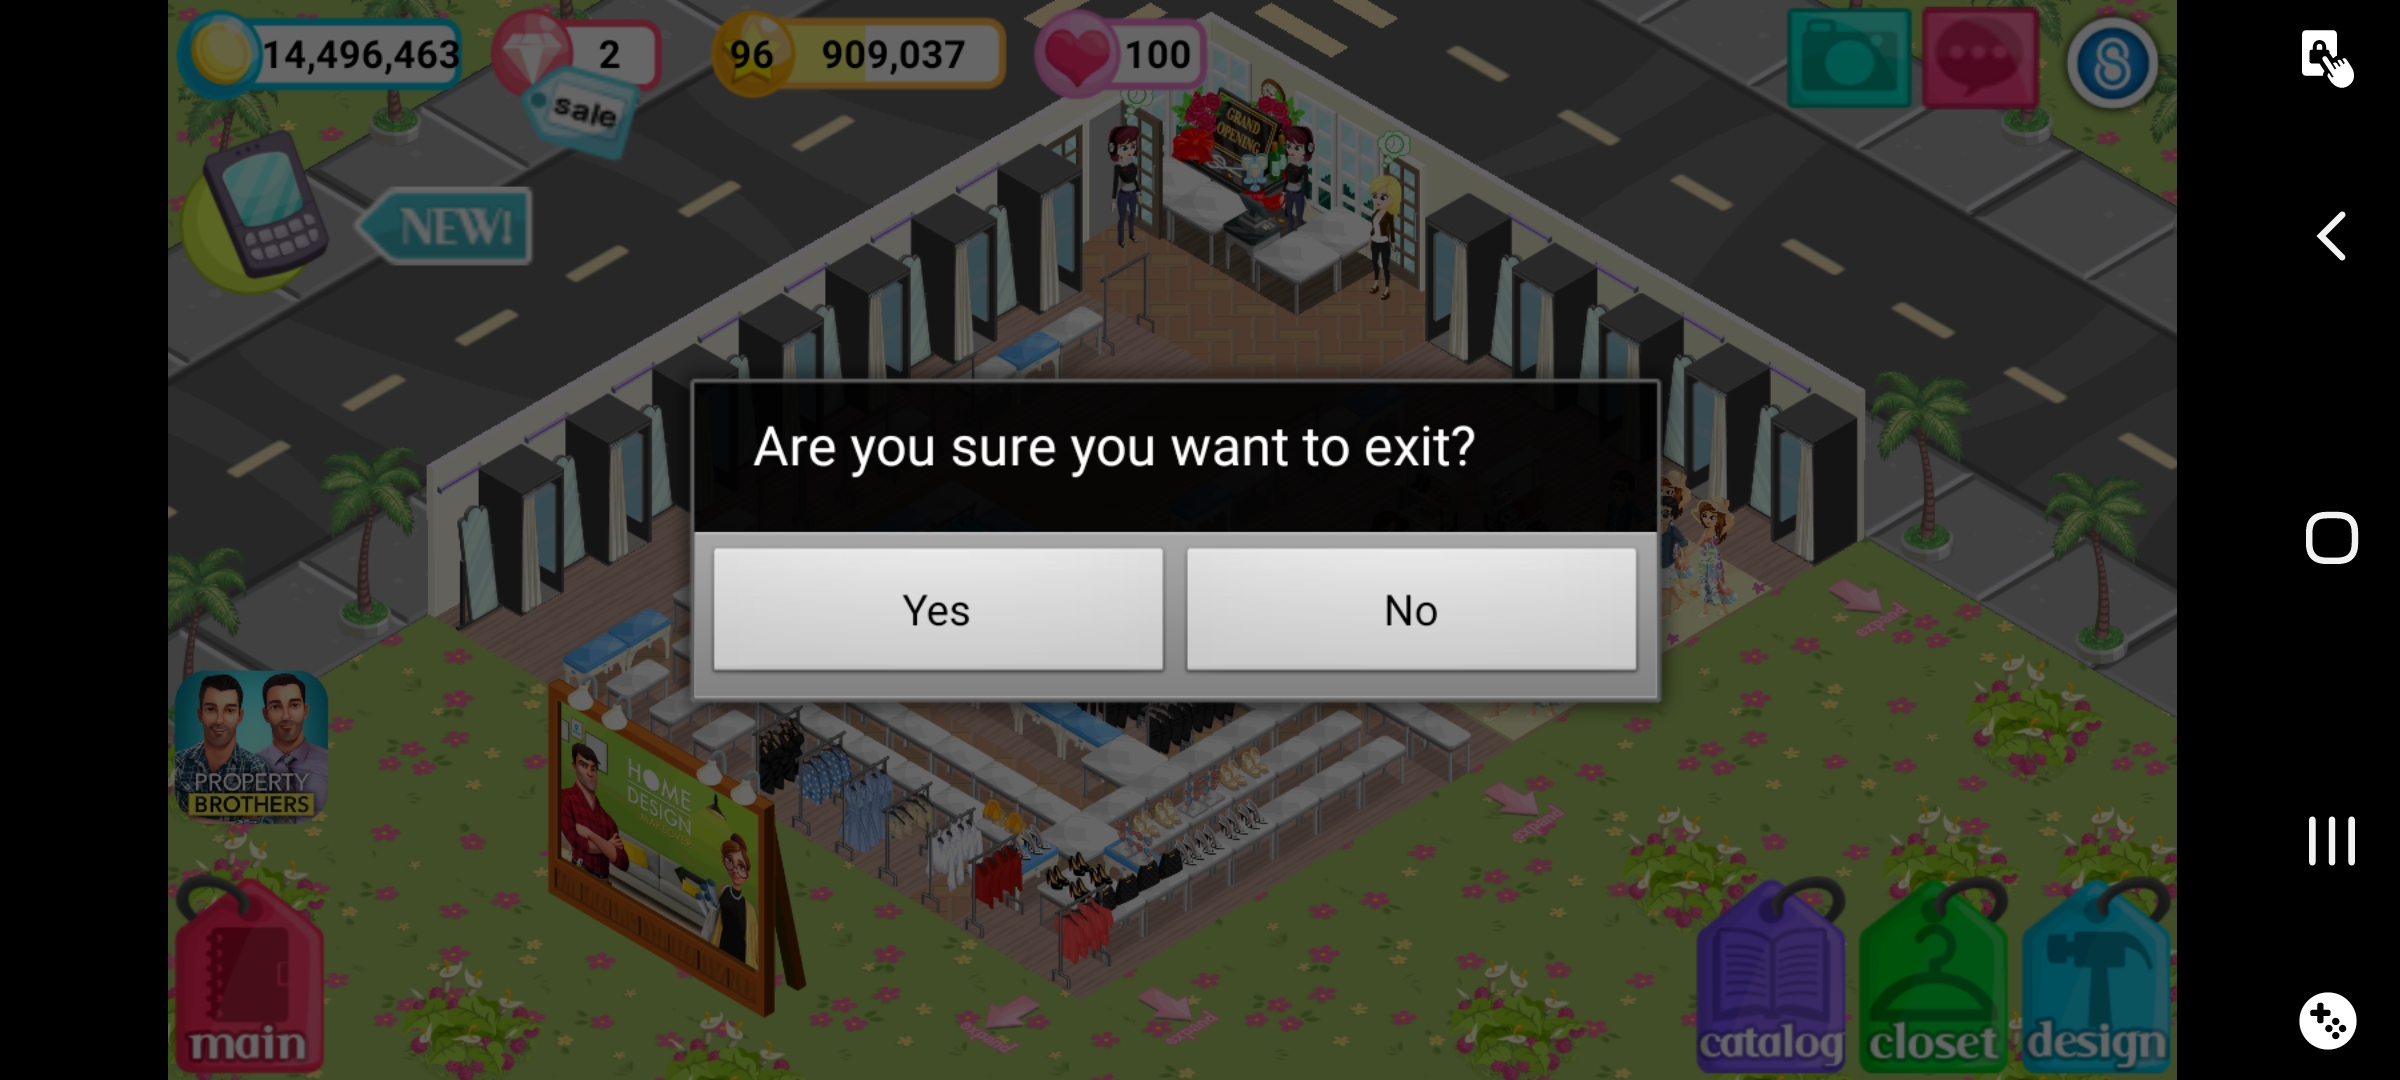 14,496,463
2
96
909,037
100
sale
NEW!
GRAND
OPENING
Are you sure you want to exit?
Yes
No
PROPERTY
BROTHERS
HOME
DESIGN
MAKEOVER
expand
expand
expand
expand
main
catalog
closet
design